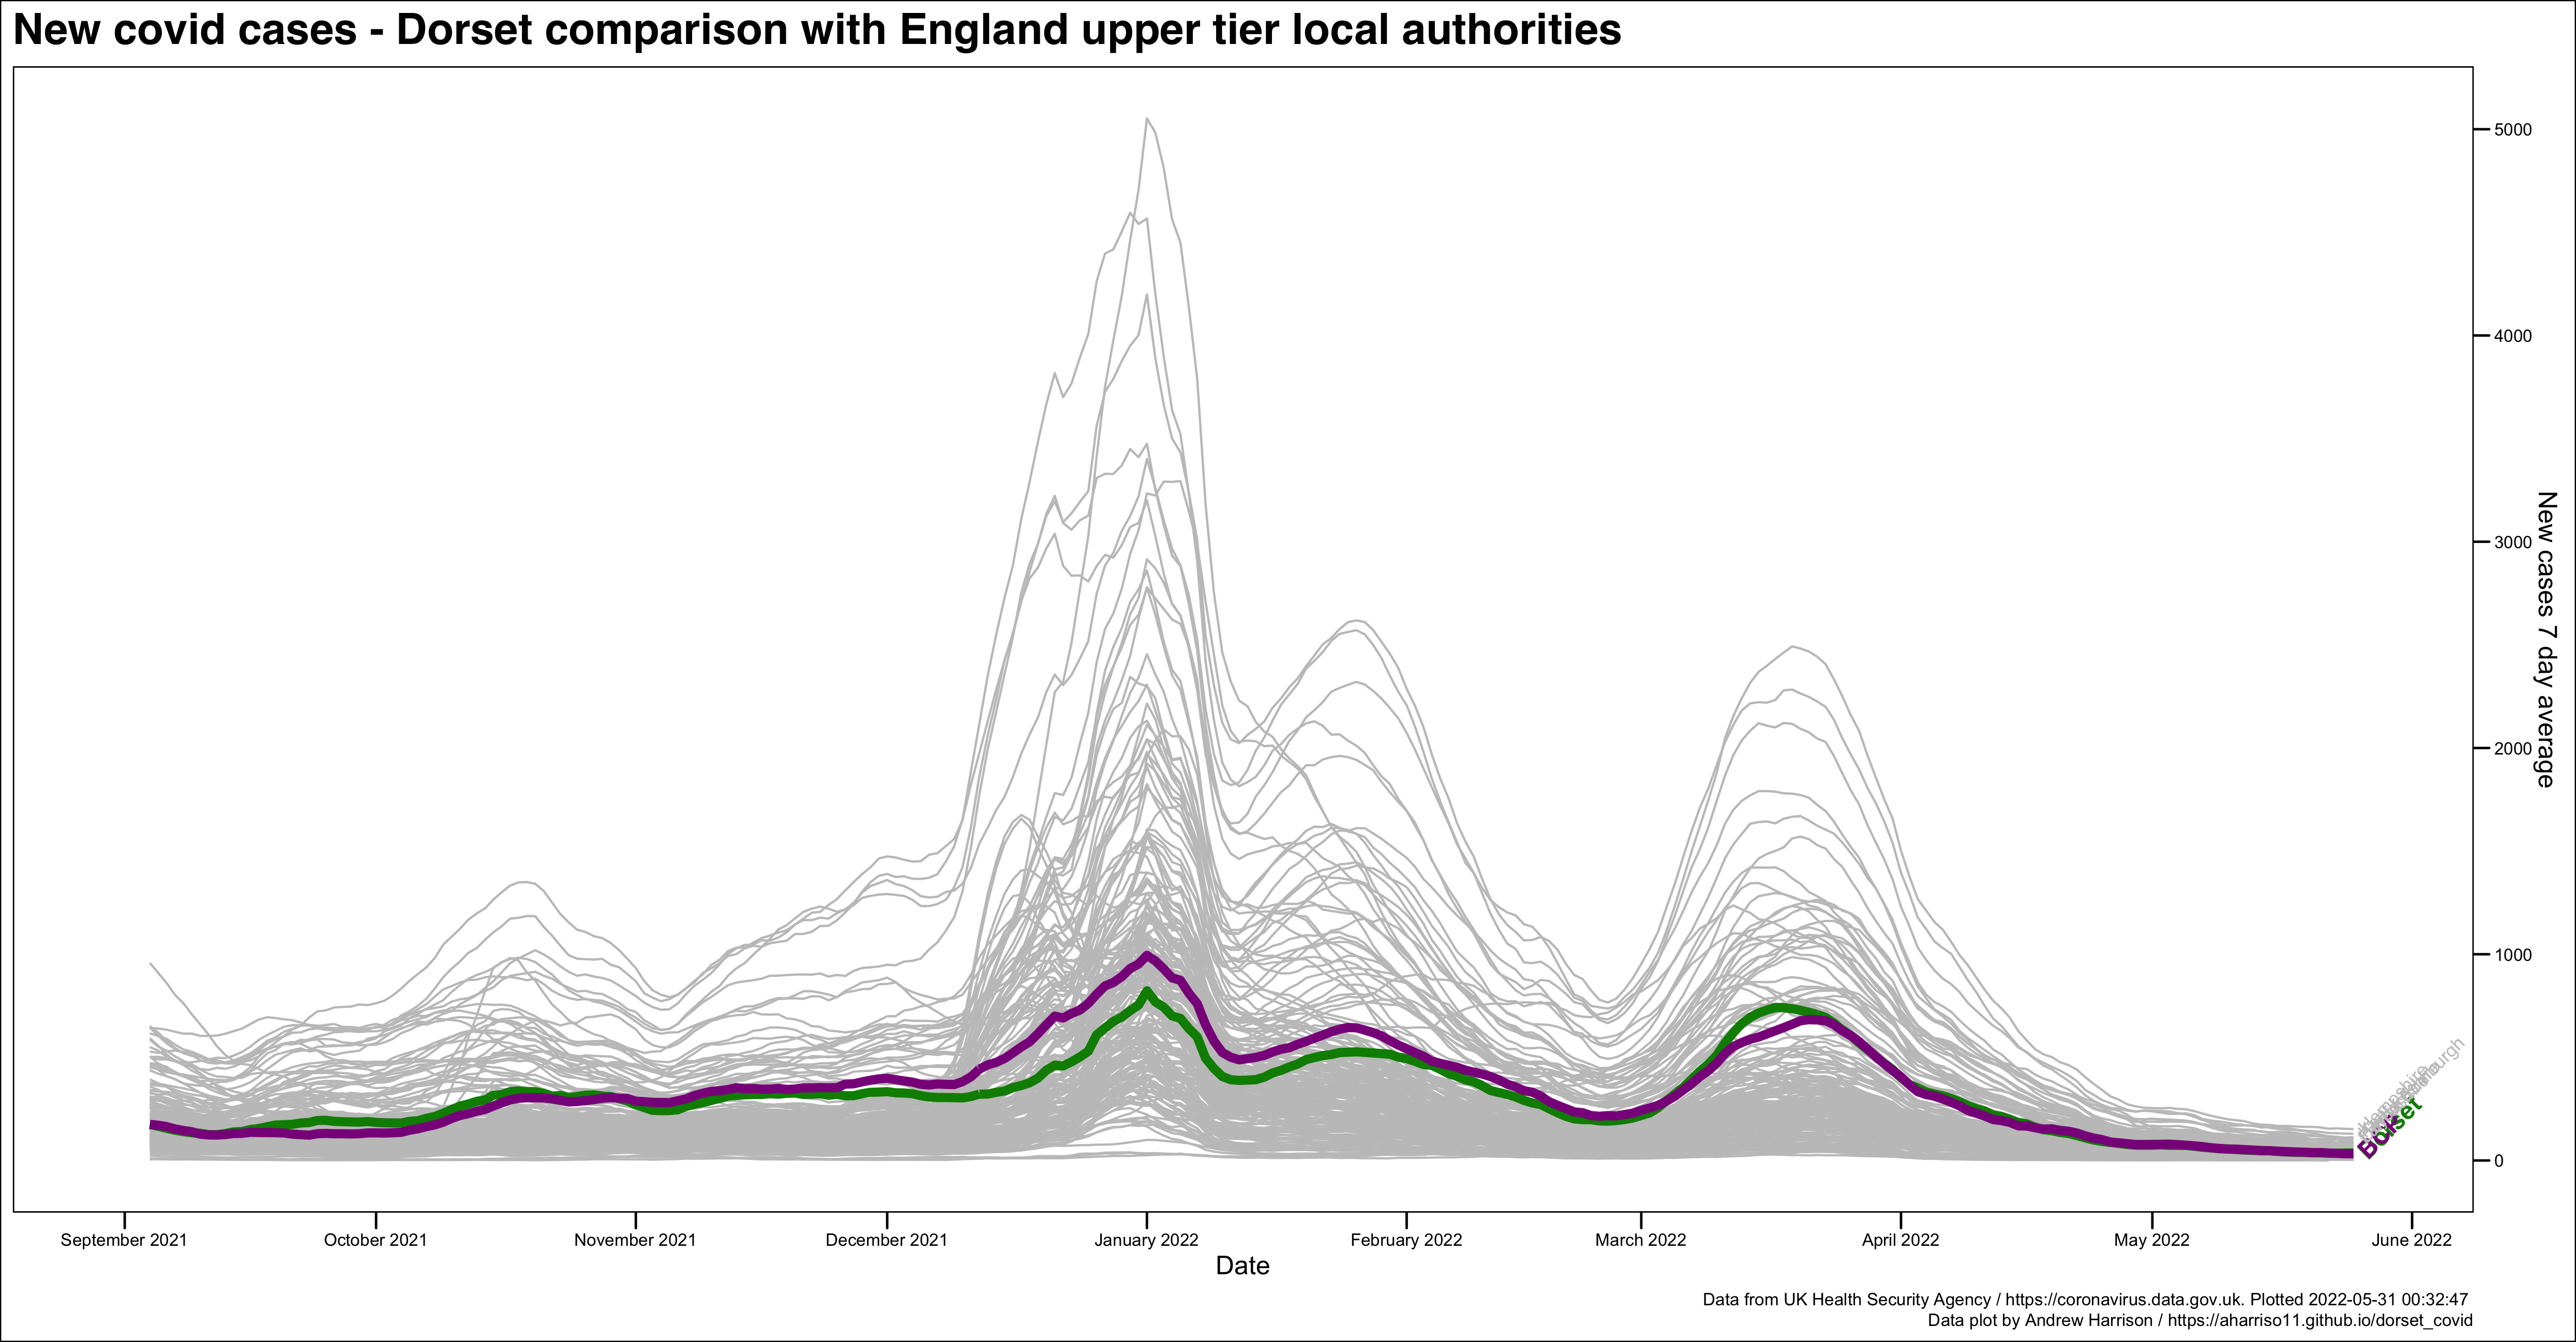 New covid cases - Dorset comparison with England upper tier local authorities
5000
4000
3000
2000
1000
0
New cases 7 day average
Dorset
September 2021
October 2021
November 2021
December 2021
January 2022
February 2022
March 2022
April 2022
May 2022
June 2022
Date
Data from UK Health Security Agency / https://coronavirus.data.gov.uk. Plotted 2022-05-31 00:32:47
Data plot by Andrew Harrison / https://aharriso11.github.io/dorset_covid